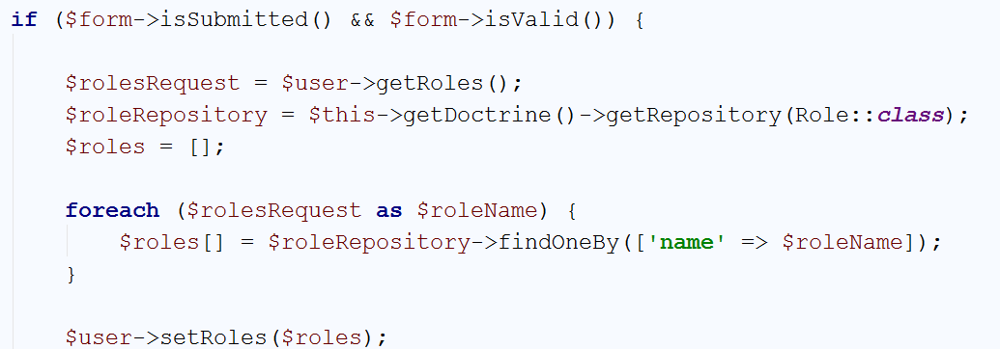 if ($form->isSubmitted() && $form->isValid()) {
$rolesRequest = $user->getRoles();
$roleRepository = $this->getDoctrine()->getRepository(Role::class);
$roles = [];
foreach ($rolesRequest as $roleName) {
$roles[] = $roleRepository->findOneBy(['name' => $roleName]);
}
$user->setRoles($roles);